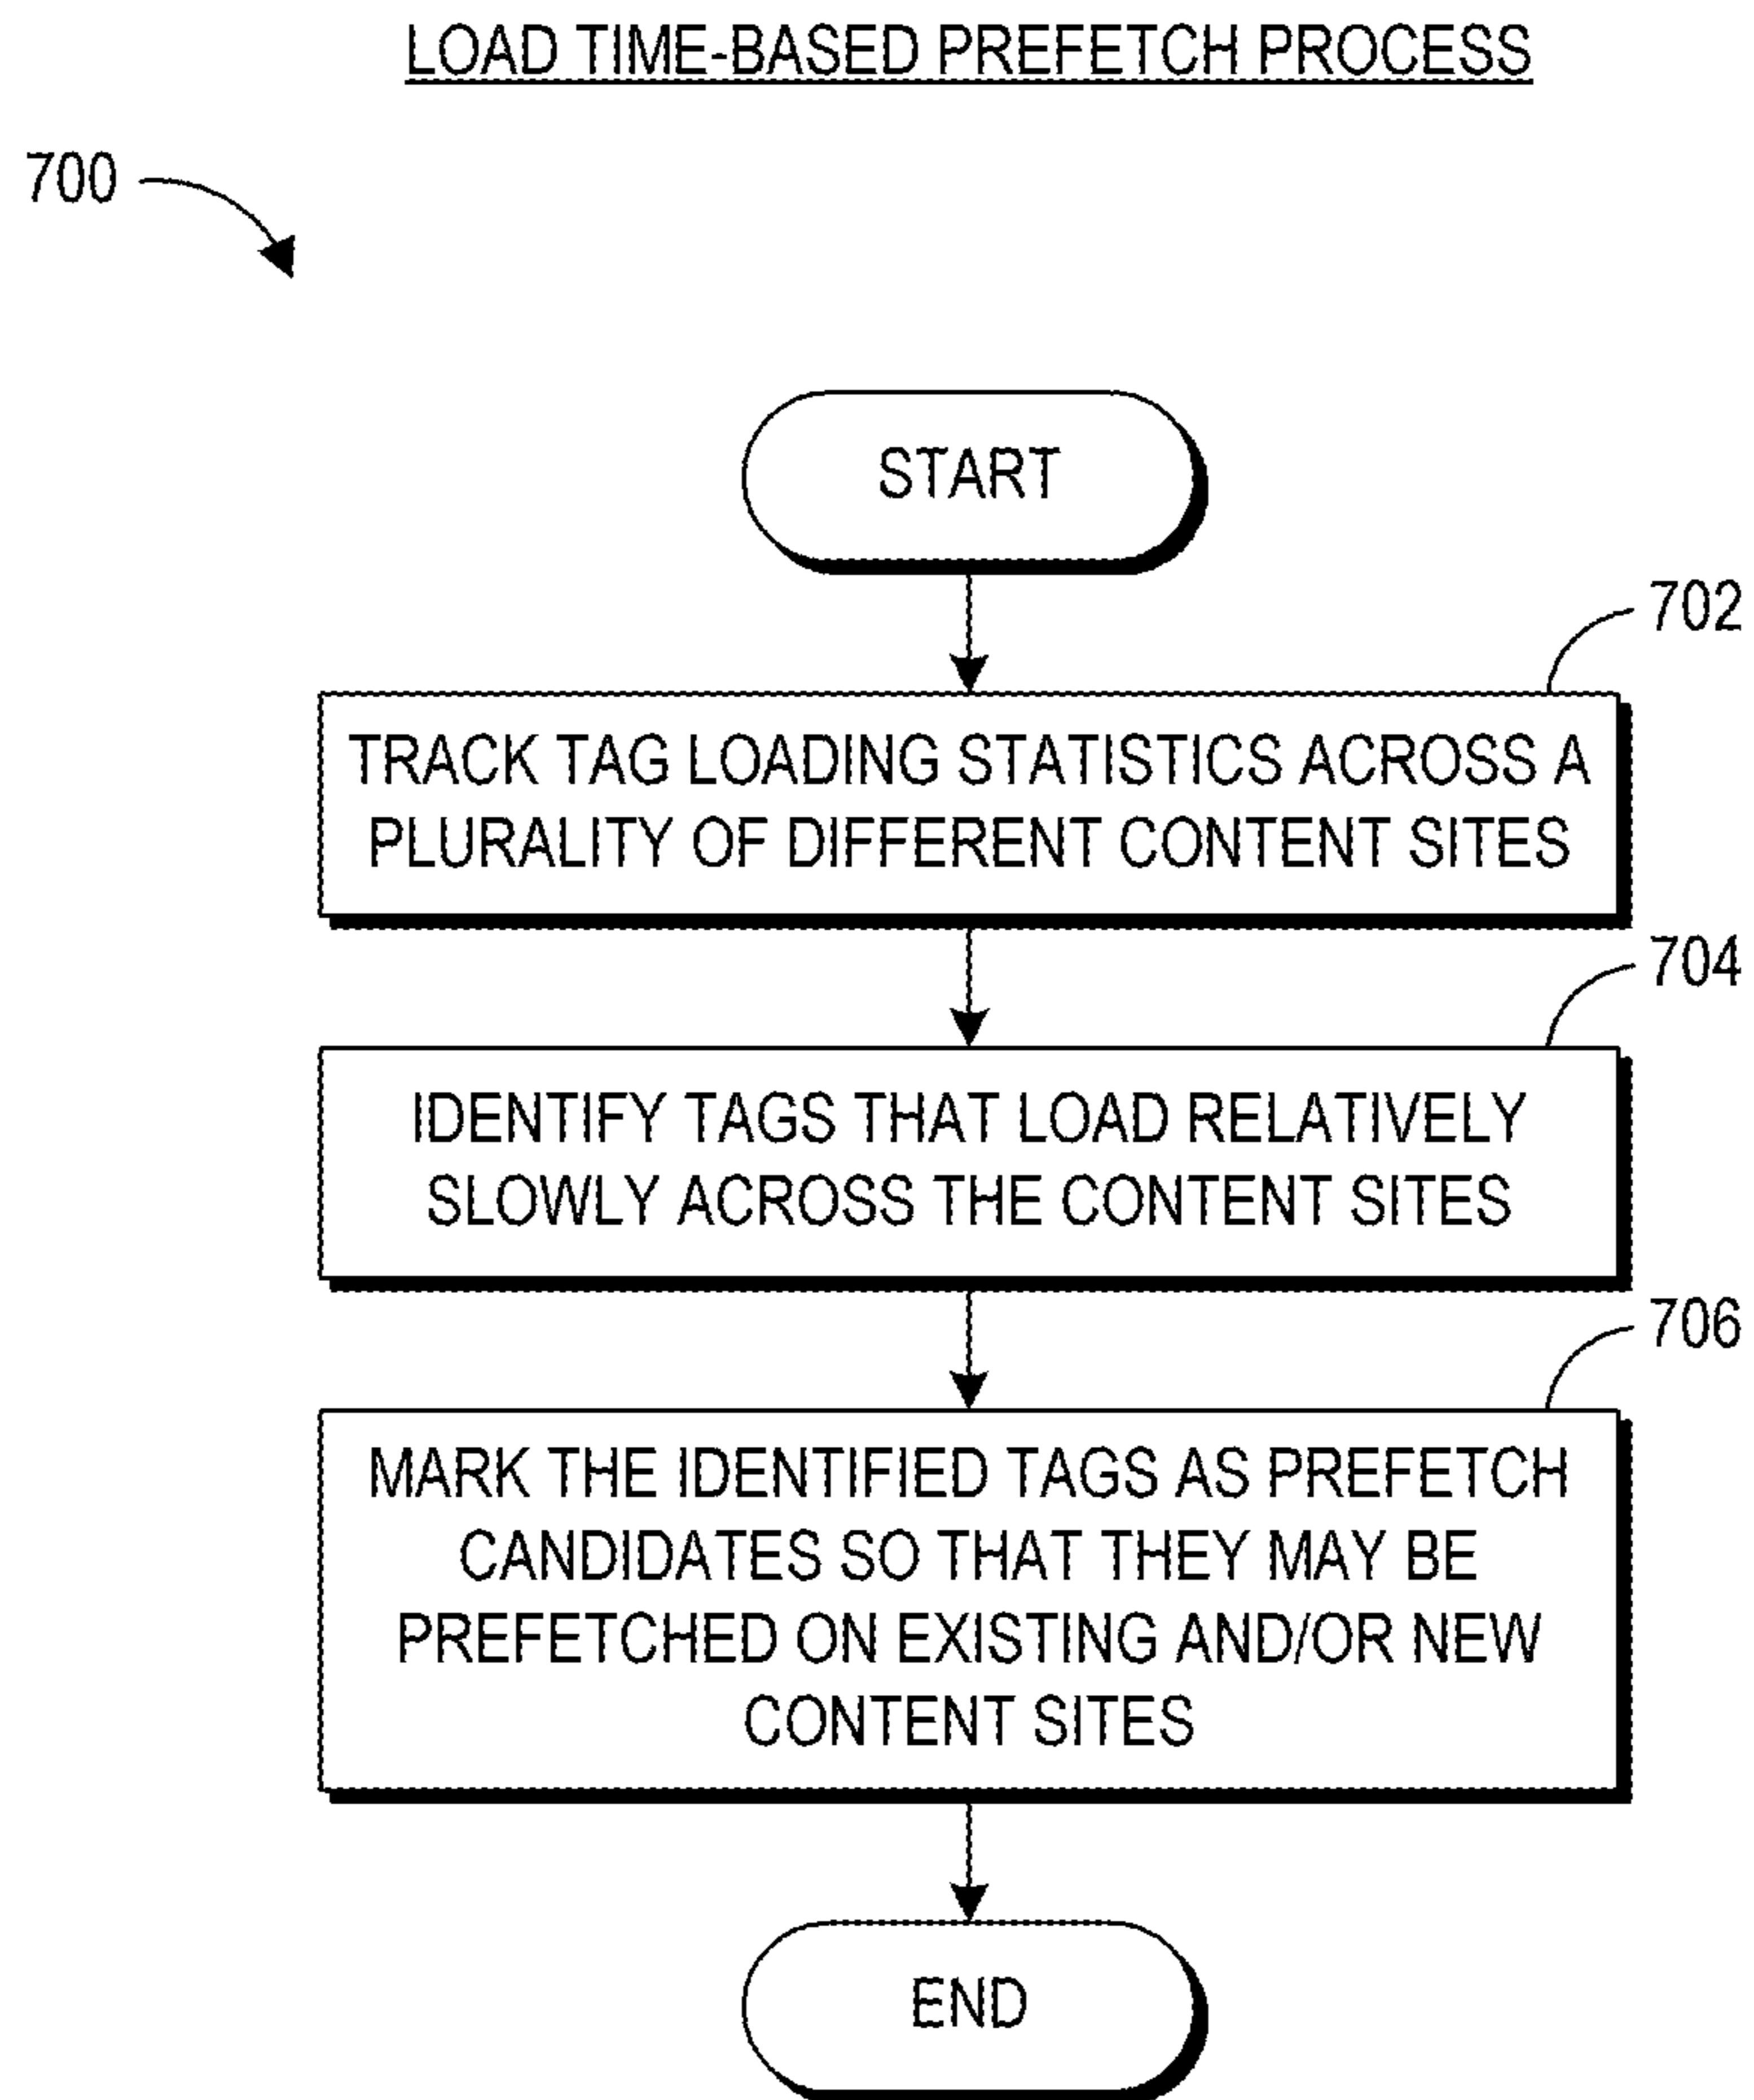 LOAD TIME-BASED PREFETCH PROCESS
700
START
702
TRACK TAG LOADING STATISTICS ACROSS A
PLURALITY OF DIFFERENT CONTENT SITES
704
IDENTIFY TAGS THAT LOAD RELATIVELY
SLOWLY ACROSS THE CONTENT SITES
706
MARK THE IDENTIFIED TAGS AS PREFETCH
CANDIDATES SO THAT THEY MAY BE
PREFETCHED ON EXISTING AND/OR NEW
CONTENT SITES
END